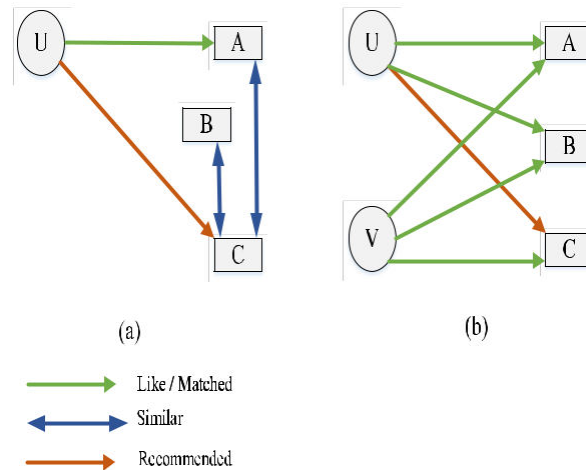 U
A
B
C
U
A
B
V
C
(a)
(b)
Like / Matched
Similar
Recommended